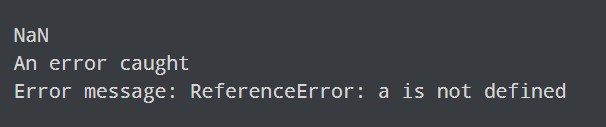 NaN
An error caught
Error message: ReferenceError: a is not defined